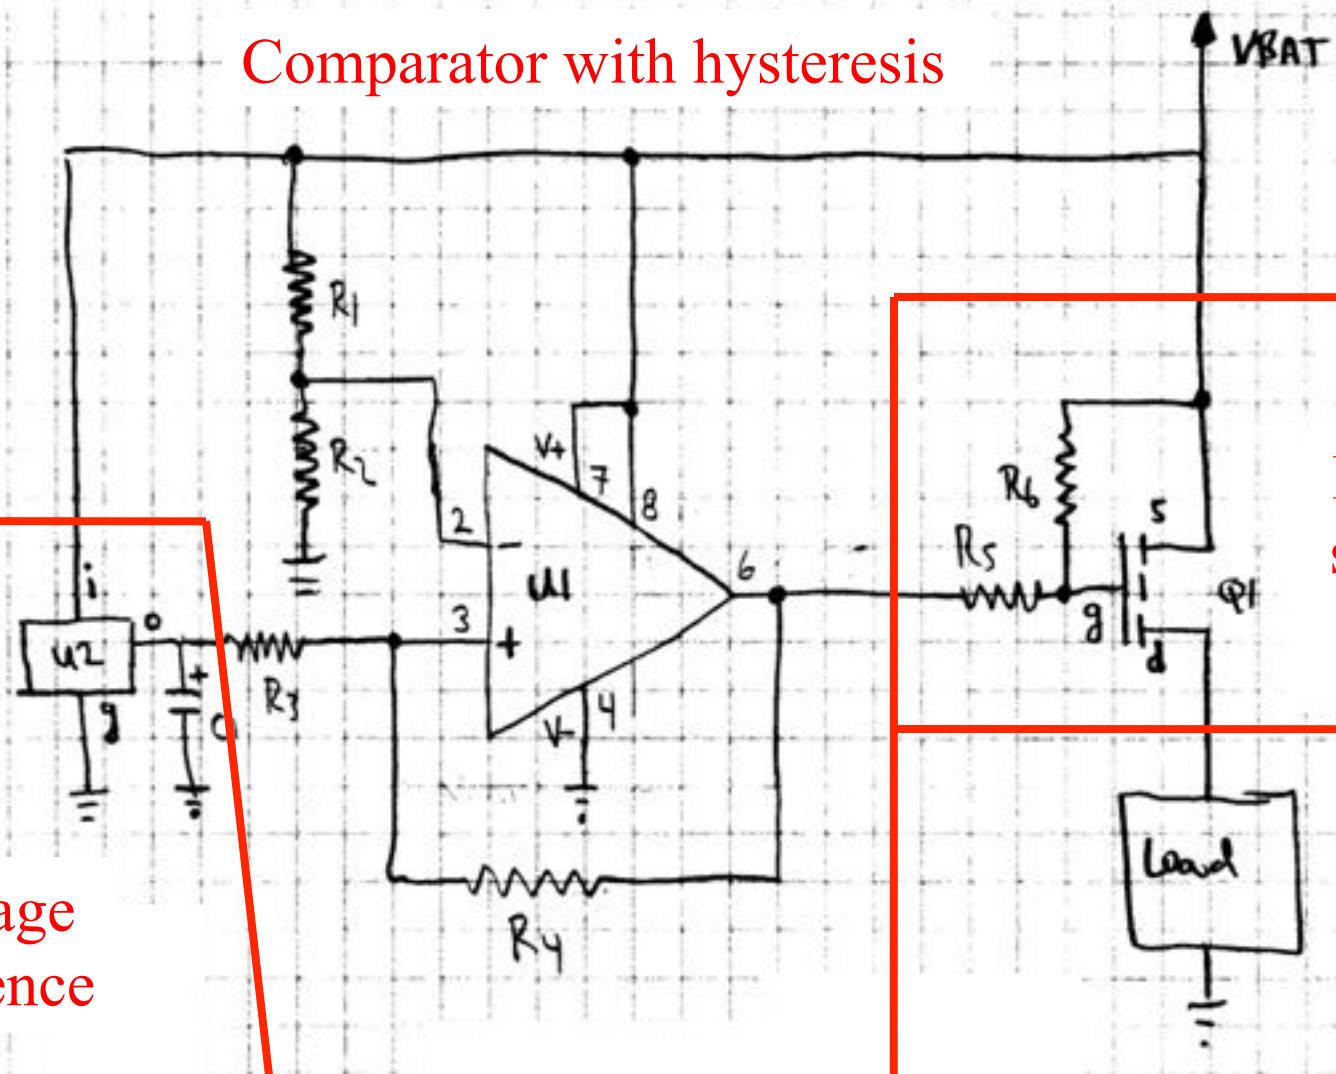 Comparator with hysteresis
VBAT
R1
R2
V+
7
8
2
-
U1
6
3
+
R5
R6
s
g
Q1
d
i
U2
o
+
R3
g
C1
V-
4
R4
Load
age
ence
s